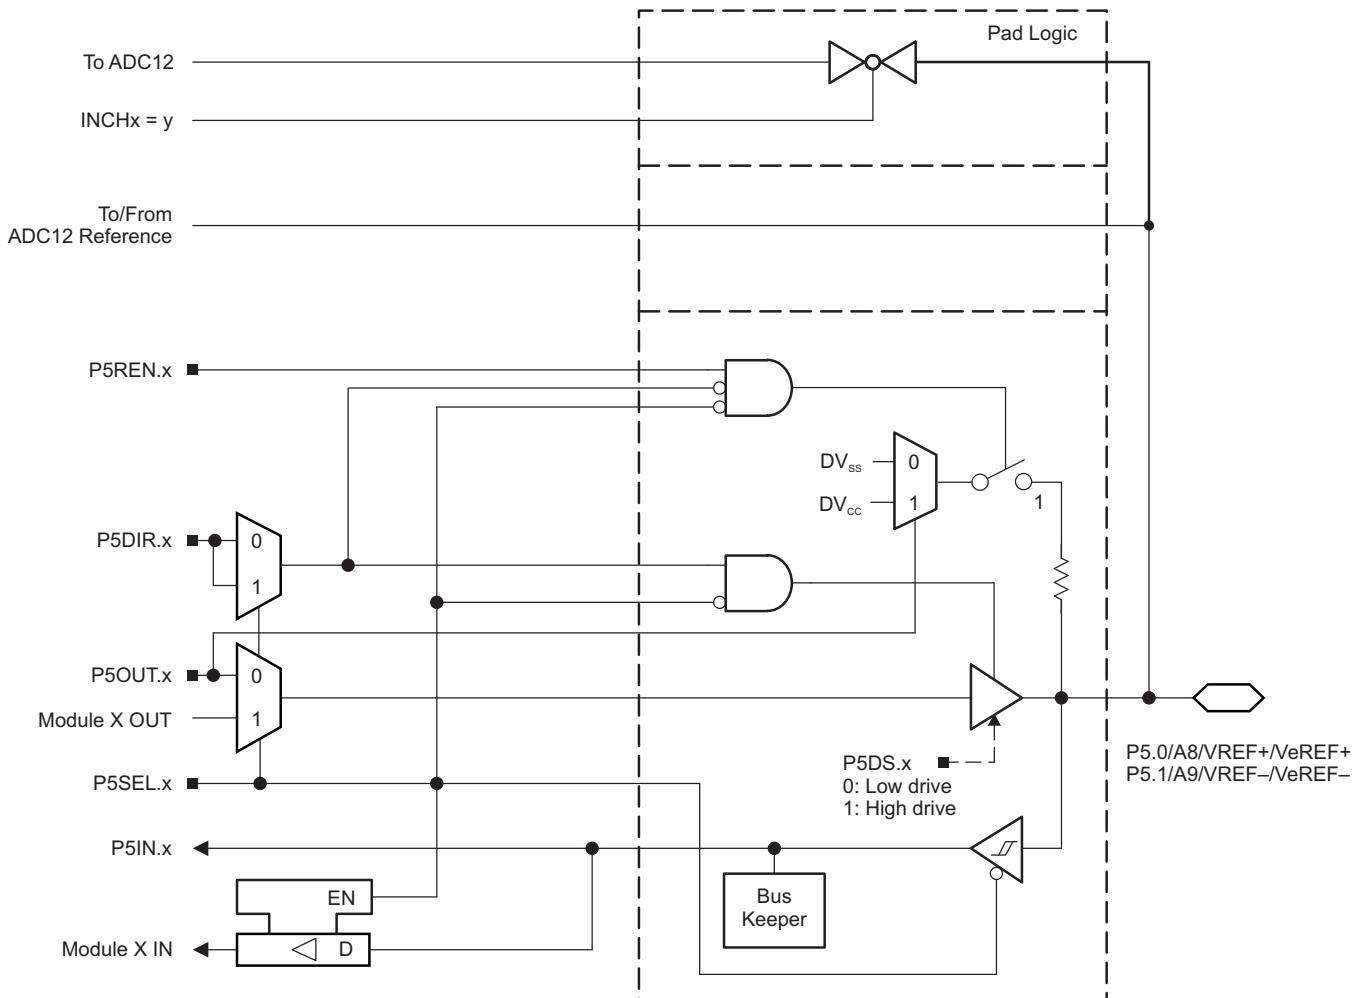 Pad Logic
To ADC12
INCHx = y
To/From
ADC12 Reference
P5REN.x
DVSS
0
DVCC
1
1
P5DIR.x
0
1
P5OUT.x
0
Module X OUT
1
P5DS.x
0: Low drive
1: High drive
P5.0/A8/VREF+/VeREF+
P5.1/A9/VREF–/VeREF–
P5SEL.x
P5IN.x
Bus
Keeper
EN
Module X IN
D